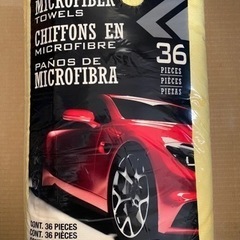 MICROFIBER
TOWELS
CHIFFONS EN
MICROFIBRE
PAÑOS DE
MICROFIBRA
36
PIECES
PIÈCES
PIEZAS
CONT. 36 PIECES
CONT. 36 PIÈCES